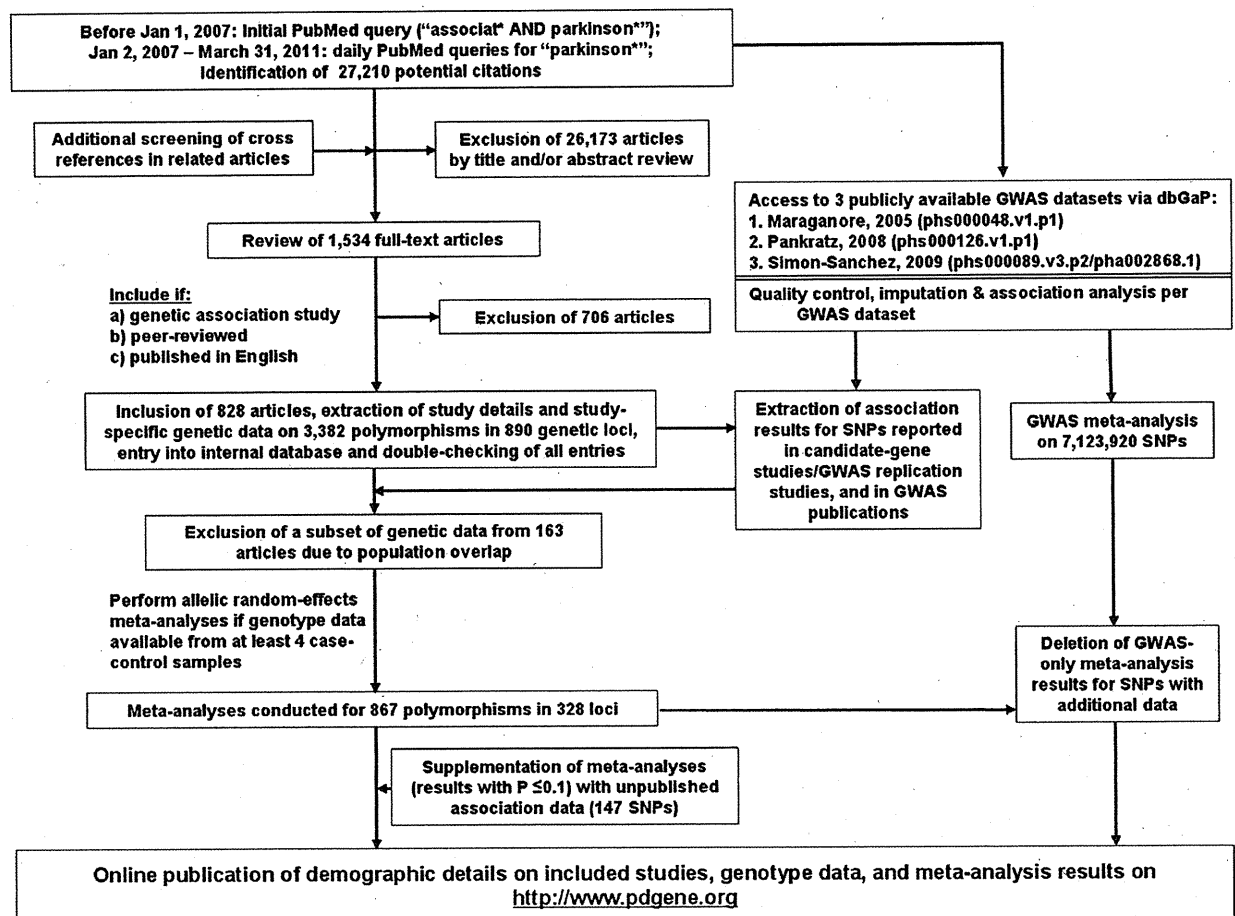 Before Jan 1, 2007: Initial PubMed query ("associat* AND parkinson*");
Jan 2, 2007 – March 31, 2011: daily PubMed queries for "parkinson*";
Identification of 27,210 potential citations
Additional screening of cross
references in related articles
Exclusion of 26,173 articles
by title and/or abstract review
Access to 3 publicly available GWAS datasets via dbGaP:
1. Maraganore, 2005 (phs000048.v1.p1)
2. Pankratz, 2008 (phs000126.v1.p1)
3. Simon-Sanchez, 2009 (phs000089.v3.p2/pha002868.1)
Quality control, imputation & association analysis per
GWAS dataset
Review of 1,534 full-text articles
Include if:
a) genetic association study
b) peer-reviewed
c) published in English
Exclusion of 706 articles
Inclusion of 828 articles, extraction of study details and study-
specific genetic data on 3,382 polymorphisms in 890 genetic loci,
entry into internal database and double-checking of all entries
Extraction of association
results for SNPs reported
in candidate-gene
studies/GWAS replication
studies, and in GWAS
publications
GWAS meta-analysis
on 7,123,920 SNPs
Exclusion of a subset of genetic data from 163
articles due to population overlap
Perform allelic random-effects
meta-analyses if genotype data
available from at least 4 case-
control samples
Deletion of GWAS-
only meta-analysis
results for SNPs with
additional data
Meta-analyses conducted for 867 polymorphisms in 328 loci
Supplementation of meta-analyses
(results with P ≤0.1) with unpublished
association data (147 SNPs)
Online publication of demographic details on included studies, genotype data, and meta-analysis results on
http://www.pdgene.org